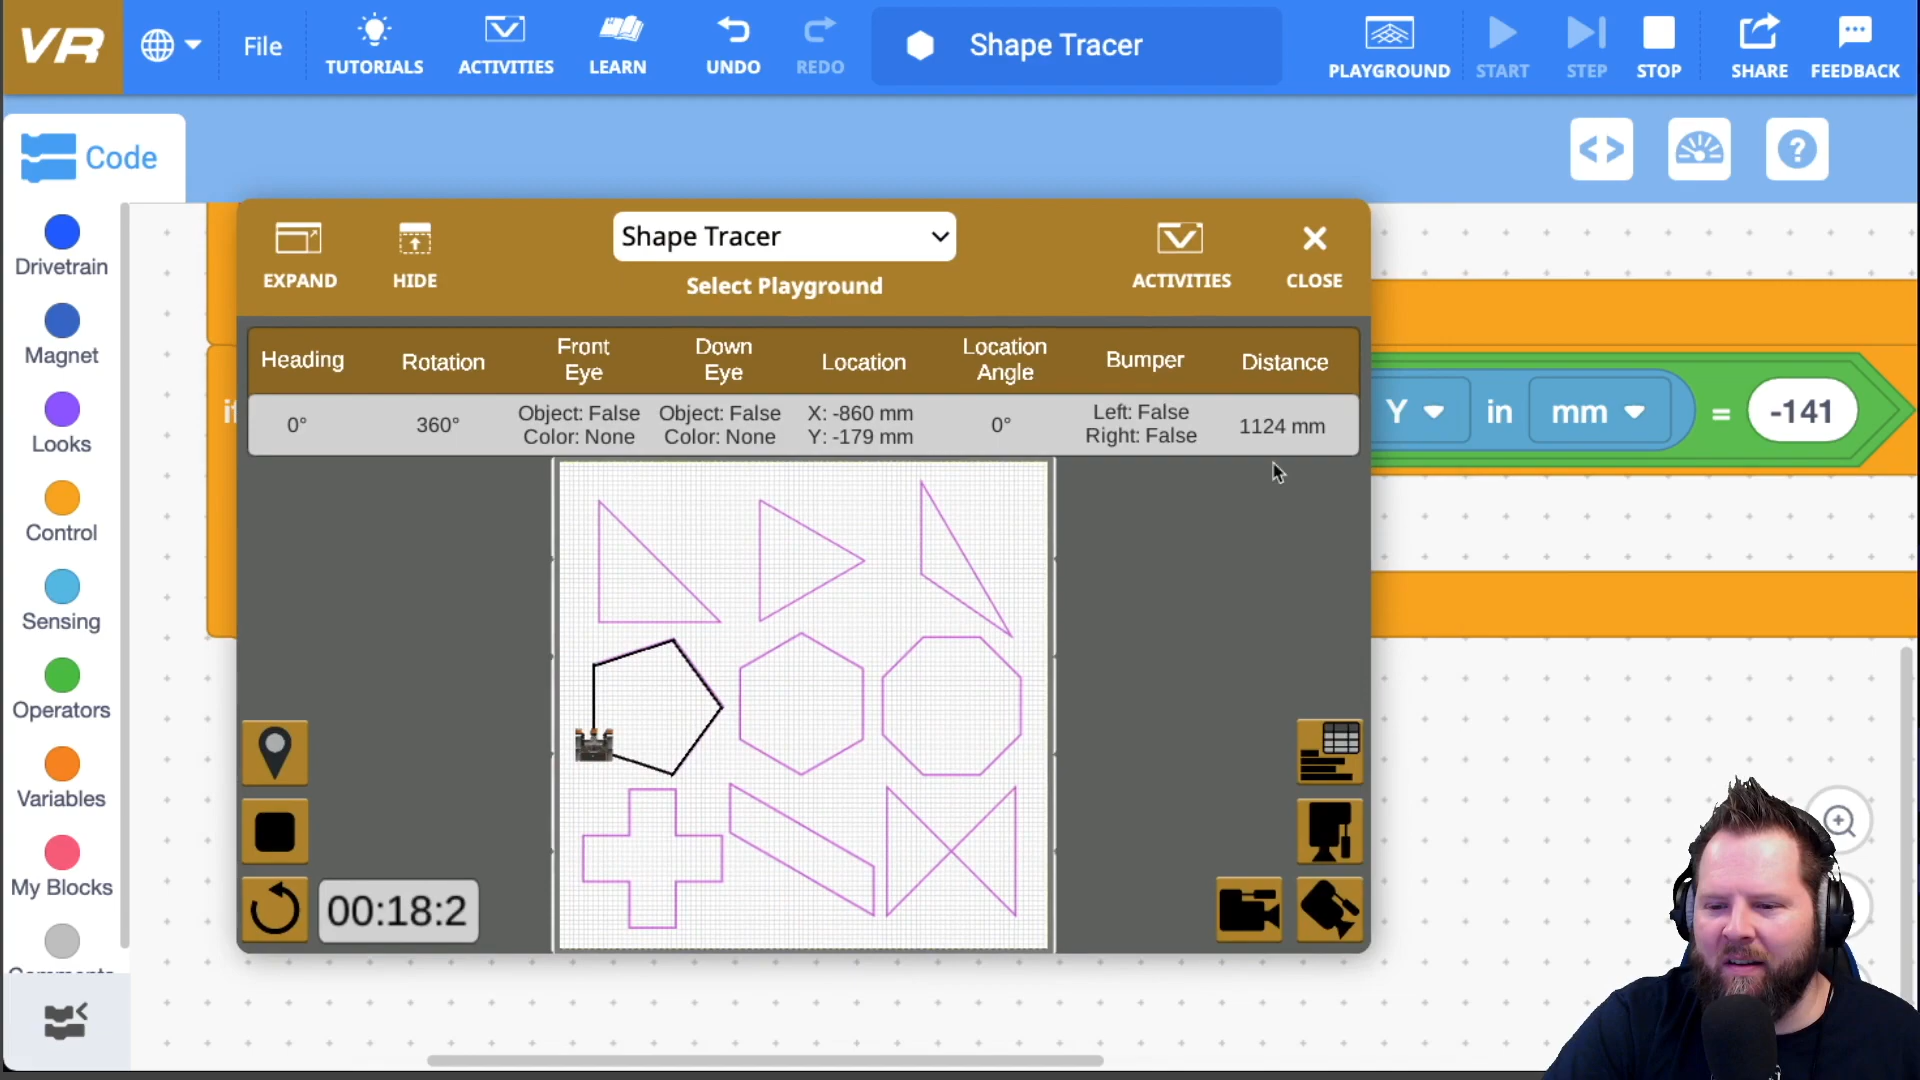 VR
File
TUTORIALS
ACTIVITIES
LEARN
UNDO
REDO
Shape Tracer
PLAYGROUND
START
STEP
STOP
SHARE
FEEDBACK
Code
Drivetrain
Magnet
Looks
Control
Sensing
Operators
Variables
My Blocks
EXPAND
HIDE
Shape Tracer
Select Playground
ACTIVITIES
CLOSE
Heading
Rotation
Front
Eye
Down
Eye
Location
Location
Angle
Bumper
Distance
0°
360°
Object: False
Color: None
Object: False
Color: None
X: -860 mm
Y: -179 mm
0°
Left: False
Right: False
1124 mm
Y in mm = -141
00:18:2